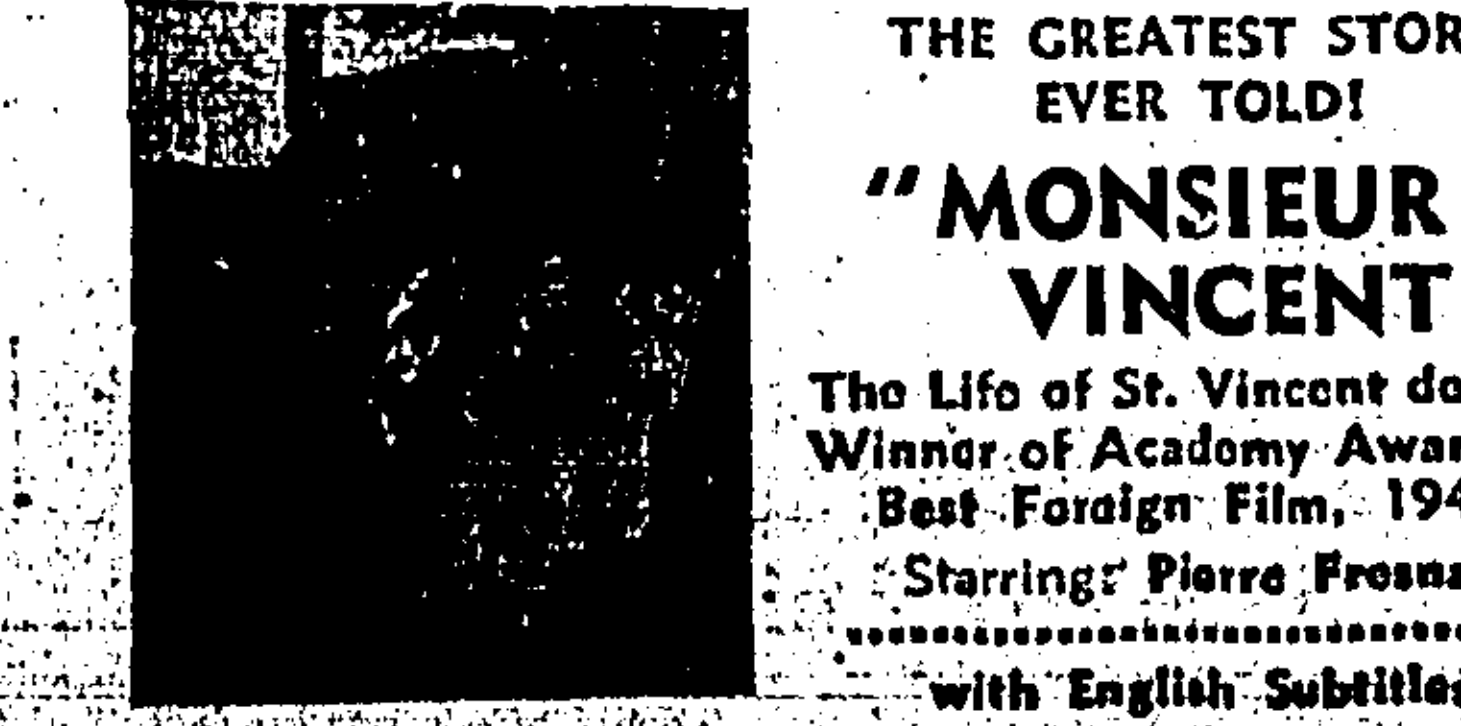 THE GREATEST STOR
EVER TOLD!
"MONSIEUR
VINCENT
The Life of St. Vincent de
Winner of Academy Awar
Best Foreign Film, 194
Starring: Pierre Fresna
with English Subtitles